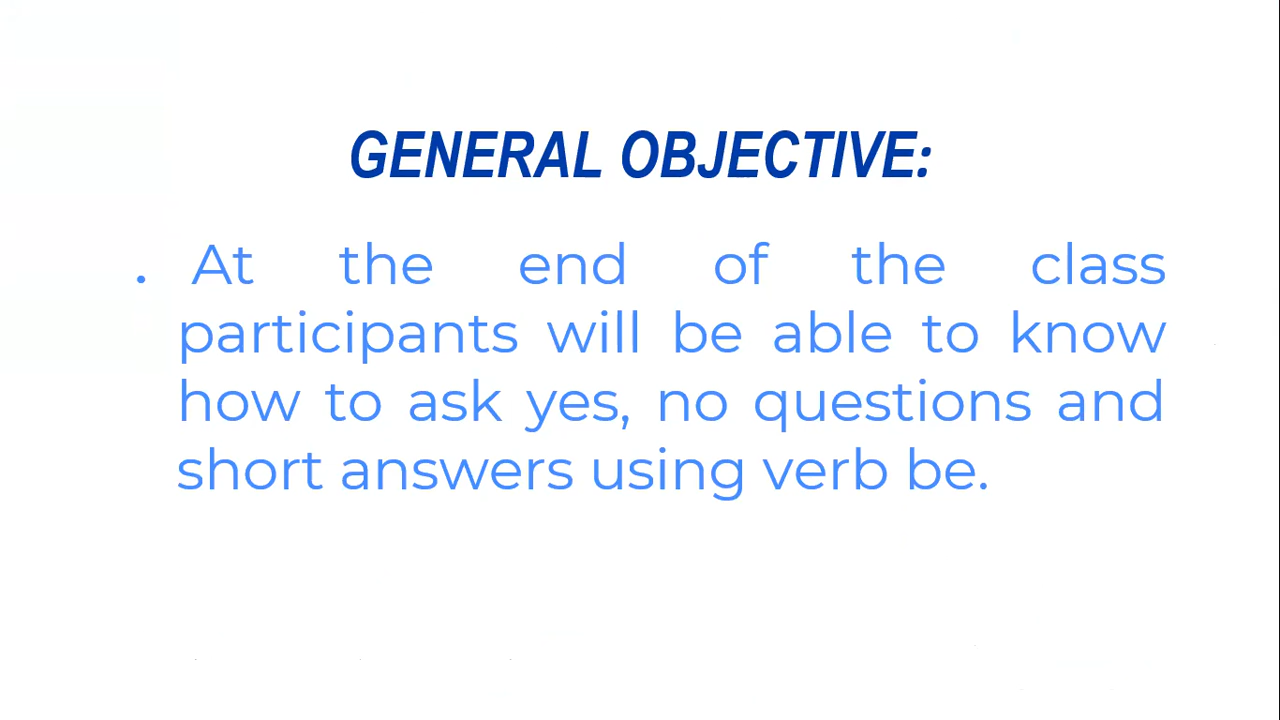 GENERAL OBJECTIVE:
. At the end of the class
participants will be able to know
how to ask yes, no questions and
short answers using verb be.